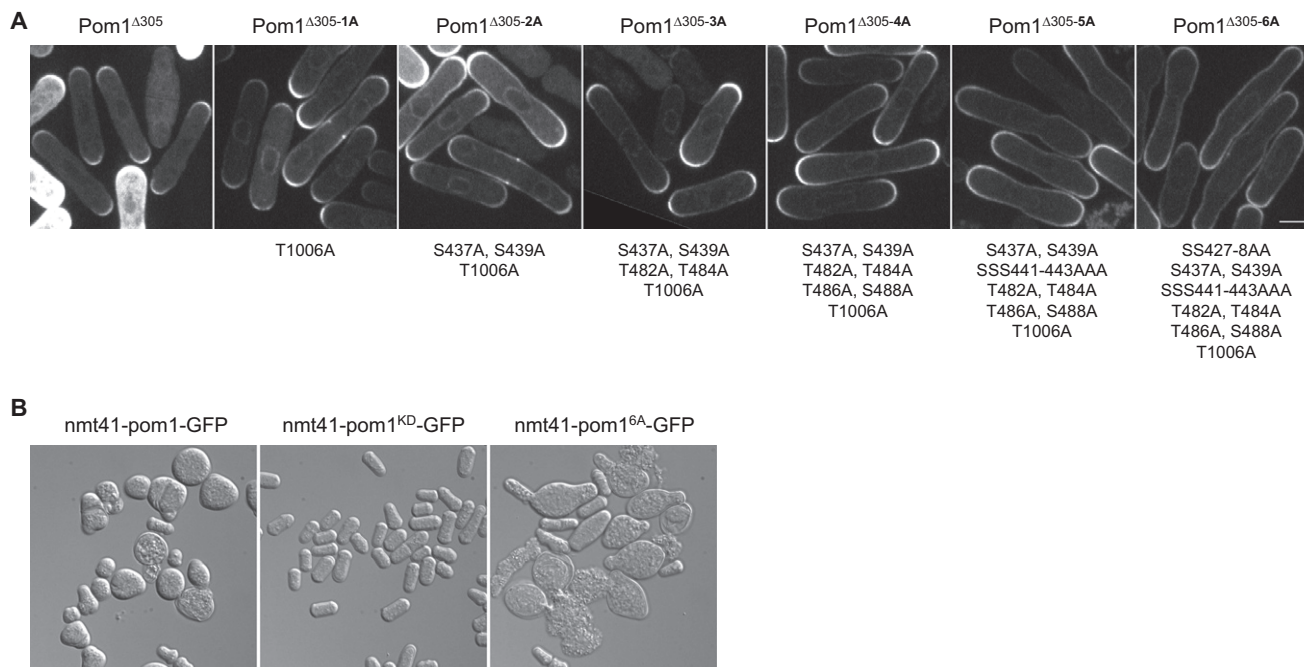 A
Pom1Δ305 Pom1Δ305-1A Pom1Δ305-2A Pom1Δ305-3A Pom1Δ305-4A Pom1Δ305-5A Pom1Δ305-6A
T1006A
S437A, S439A
T1006A
S437A, S439A
T482A, T484A
T1006A
S437A, S439A
T482A, T484A
T486A, S488A
T1006A
S437A, S439A
SSS441-443AAA
T482A, T484A
T486A, S488A
T1006A
SS427-8AA
S437A, S439A
SSS441-443AAA
T482A, T484A
T486A, S488A
T1006A
B
nmt41-pom1-GFP nmt41-pom1KD-GFP nmt41-pom16A-GFP